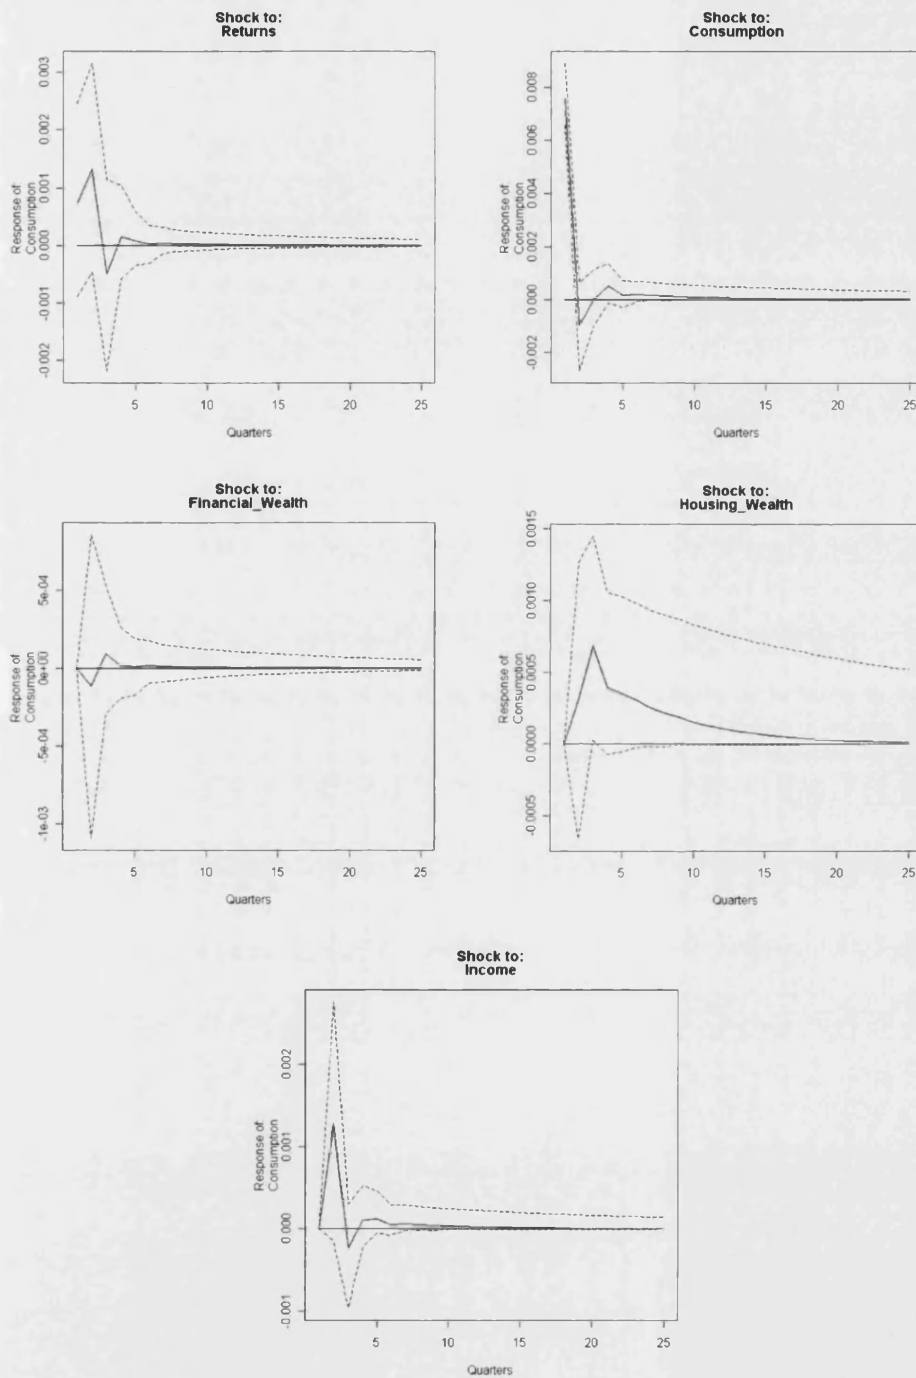 Shock to:
Returns
Response of
Consumption
0.003
0.002
0.001
0.000
-0.001
-0.002
5
10
15
20
25
Quarters
Shock to:
Consumption
Response of
Consumption
0.008
0.006
0.004
0.002
0.000
-0.002
5
10
15
20
25
Quarters
Shock to:
Financial_Wealth
Response of
Consumption
5e-04
0e+00
-5e-04
-1e-03
5
10
15
20
25
Quarters
Shock to:
Housing_Wealth
Response of
Consumption
0.0015
0.0010
0.0005
0.0000
-0.0005
5
10
15
20
25
Quarters
Shock to:
Income
Response of
Consumption
0.002
0.001
0.000
-0.001
5
10
15
20
25
Quarters